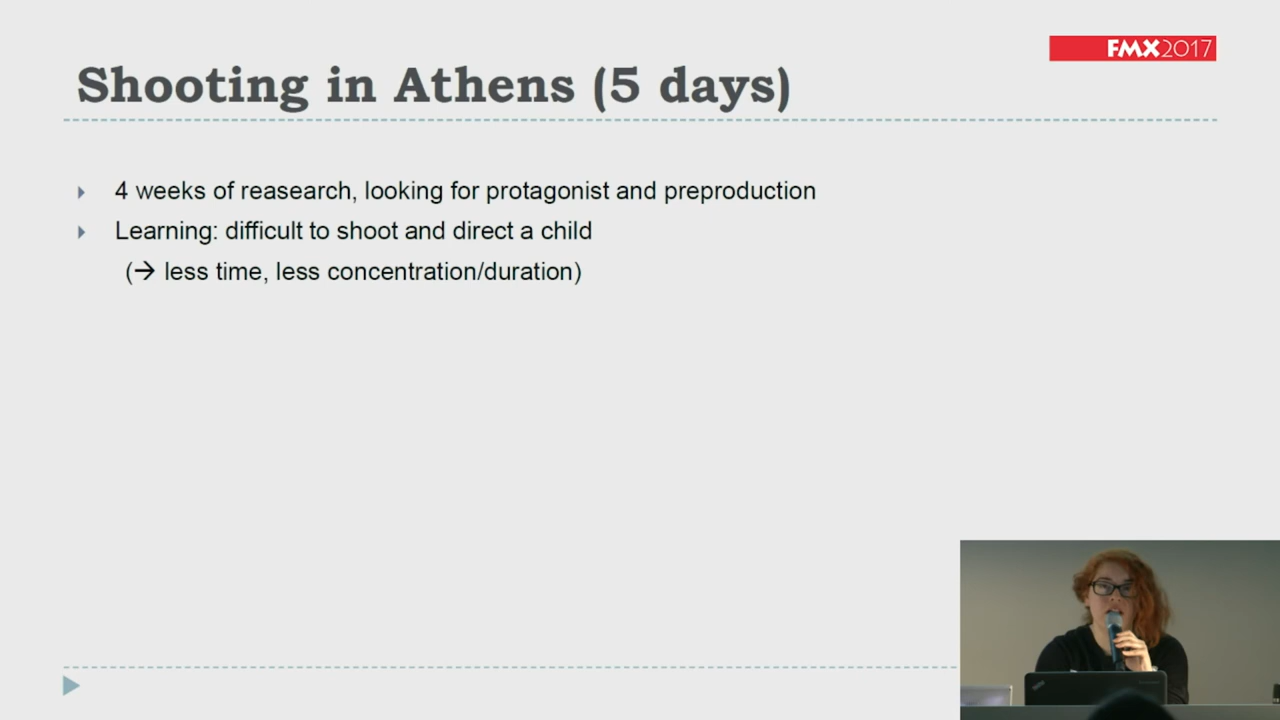 FMX2017
Shooting in Athens (5 days)
4 weeks of reasearch, looking for protagonist and preproduction
Learning: difficult to shoot and direct a child
(→ less time, less concentration/duration)